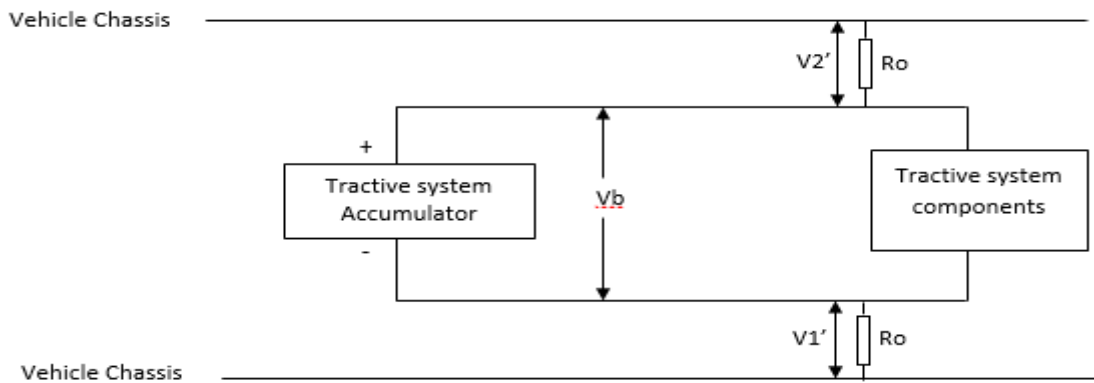 Vehicle Chassis
V2’
Ro
+
Tractive system
Accumulator
-
Vb
Tractive system
components
V1’
Ro
Vehicle Chassis